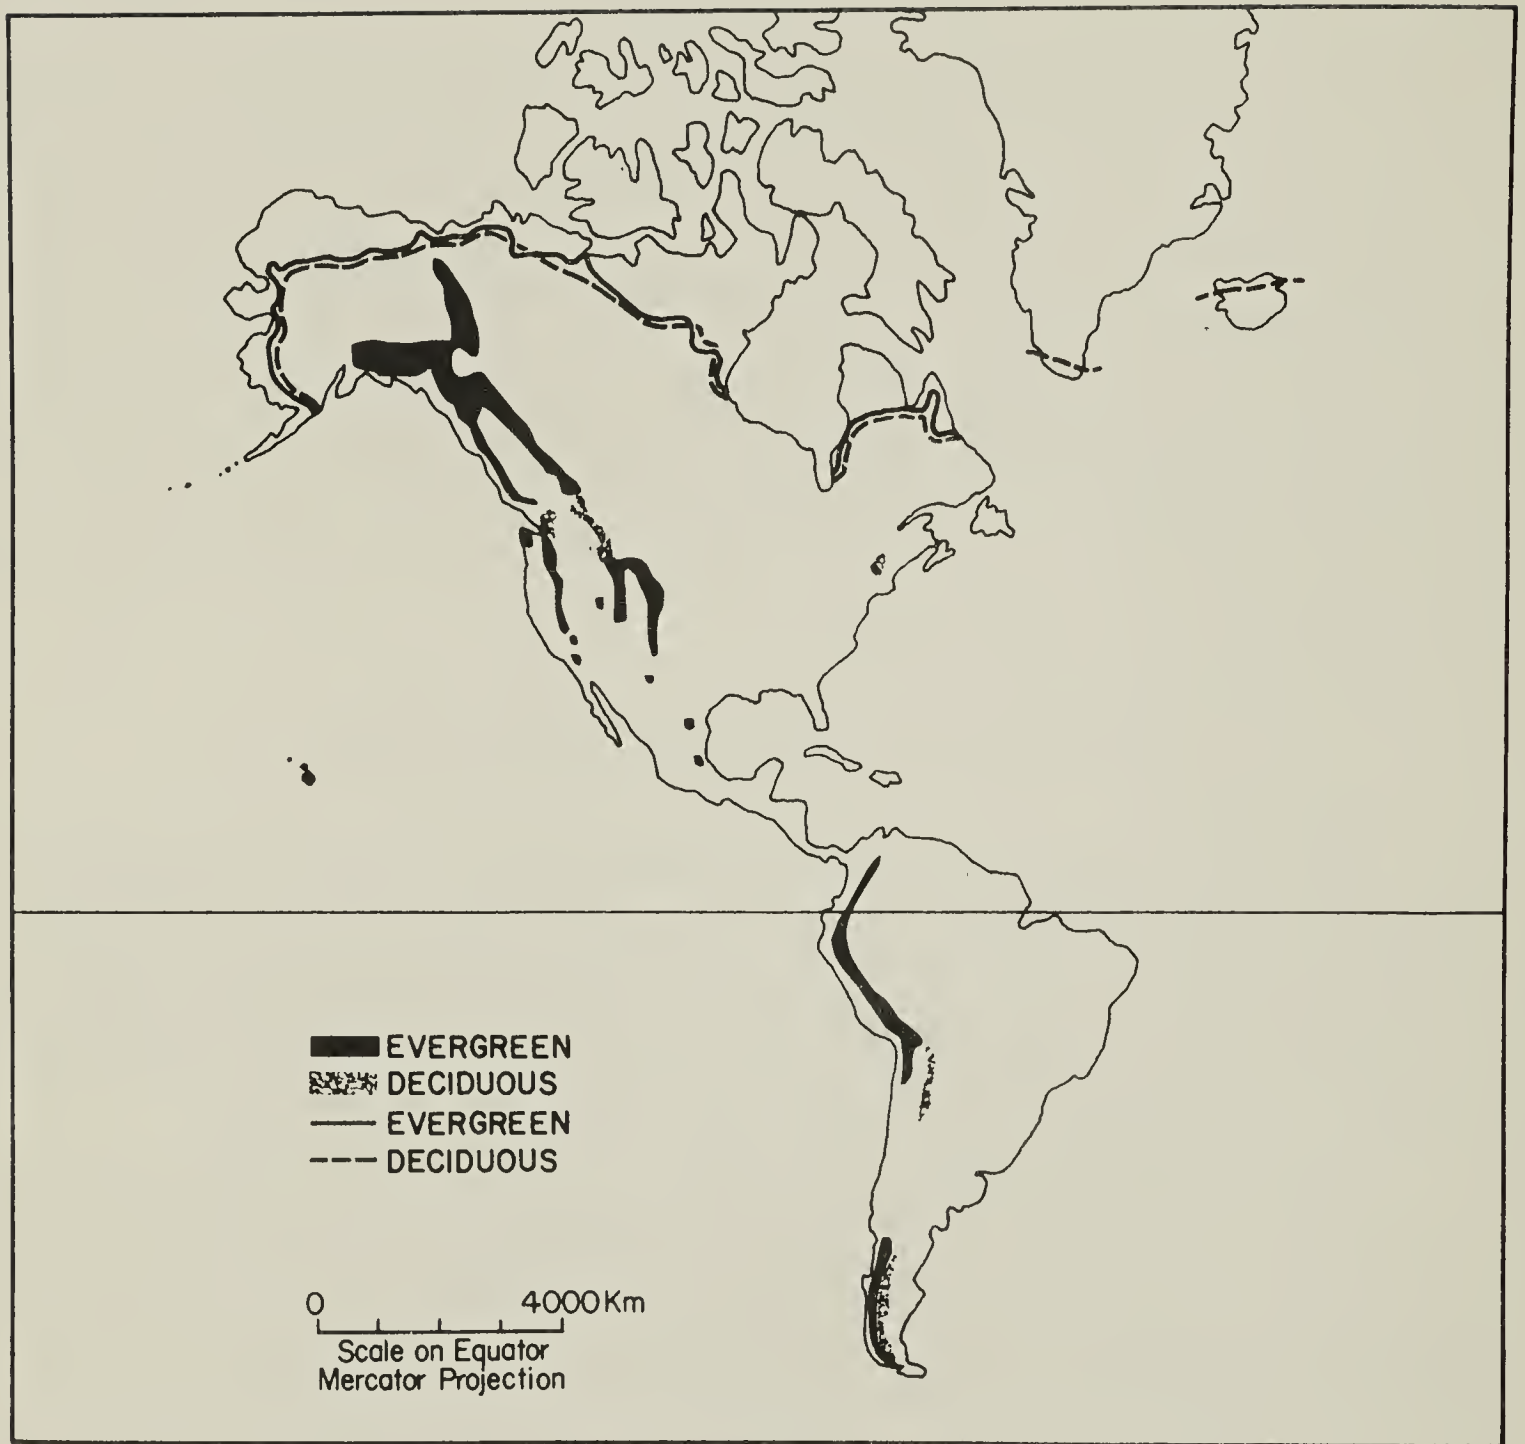 EVERGREEN
DECIDUOUS
EVERGREEN
DECIDUOUS
0 4000Km
Scale on Equator
Mercator Projection